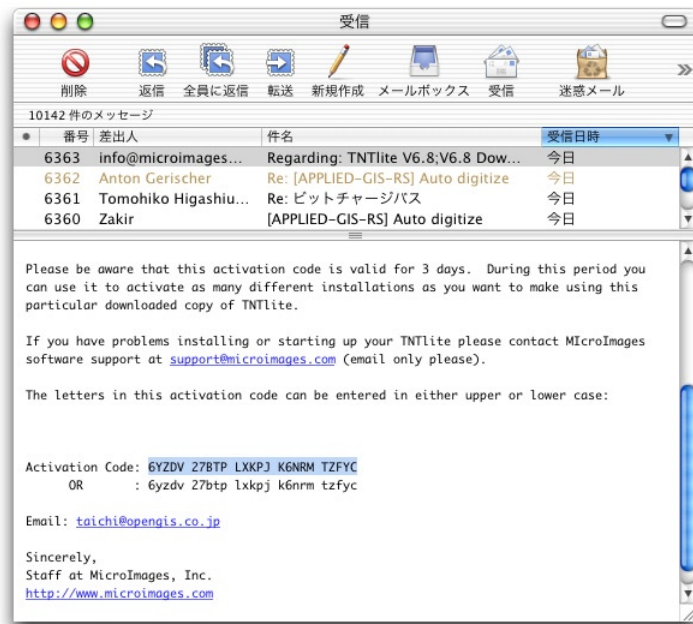 受信
削除 返信 全員に返信 転送 新規作成 メールボックス 受信 迷惑メール
10142 件のメッセージ
番号 差出人 件名 受信日時
6363 info@microimages... Regarding: TNTlite V6.8;V6.8 Dow... 今日
6362 Anton Gerischer Re: [APPLIED-GIS-RS] Auto digitize 今日
6361 Tomohiko Higashiu... Re: ビットチャージバス 今日
6360 Zakir [APPLIED-GIS-RS] Auto digitize 今日
Please be aware that this activation code is valid for 3 days. During this period you
can use it to activate as many different installations as you want to make using this
particular downloaded copy of TNTlite.
If you have problems installing or starting up your TNTlite please contact MIcroImages
software support at support@microimages.com (email only please).
The letters in this activation code can be entered in either upper or lower case:
Activation Code: 6YZDV 27BTP LXKPJ K6NRM TZFYC
OR : 6yzdv 27btp lxkpj k6nrm tzfyc
Email: taichi@opengis.co.jp
Sincerely,
Staff at MicroImages, Inc.
http://www.microimages.com